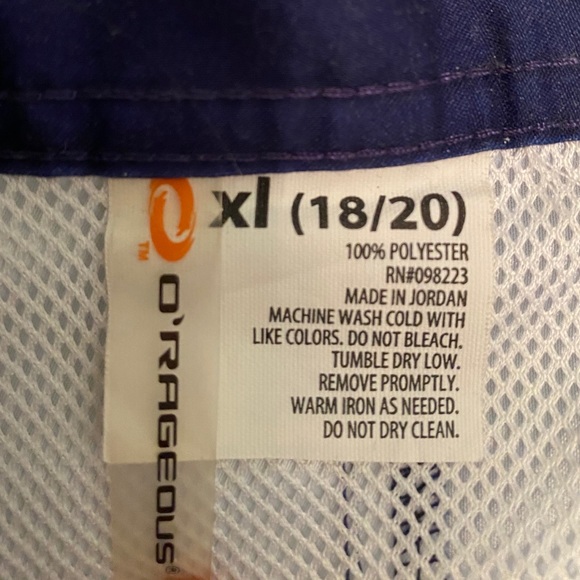 xl (18/20)
100% POLYESTER
RN#098223
MADE IN JORDAN
MACHINE WASH COLD WITH
LIKE COLORS. DO NOT BLEACH.
TUMBLE DRY LOW.
REMOVE PROMPTLY.
WARM IRON AS NEEDED.
DO NOT DRY CLEAN.
TM
O'RAGEOUS®